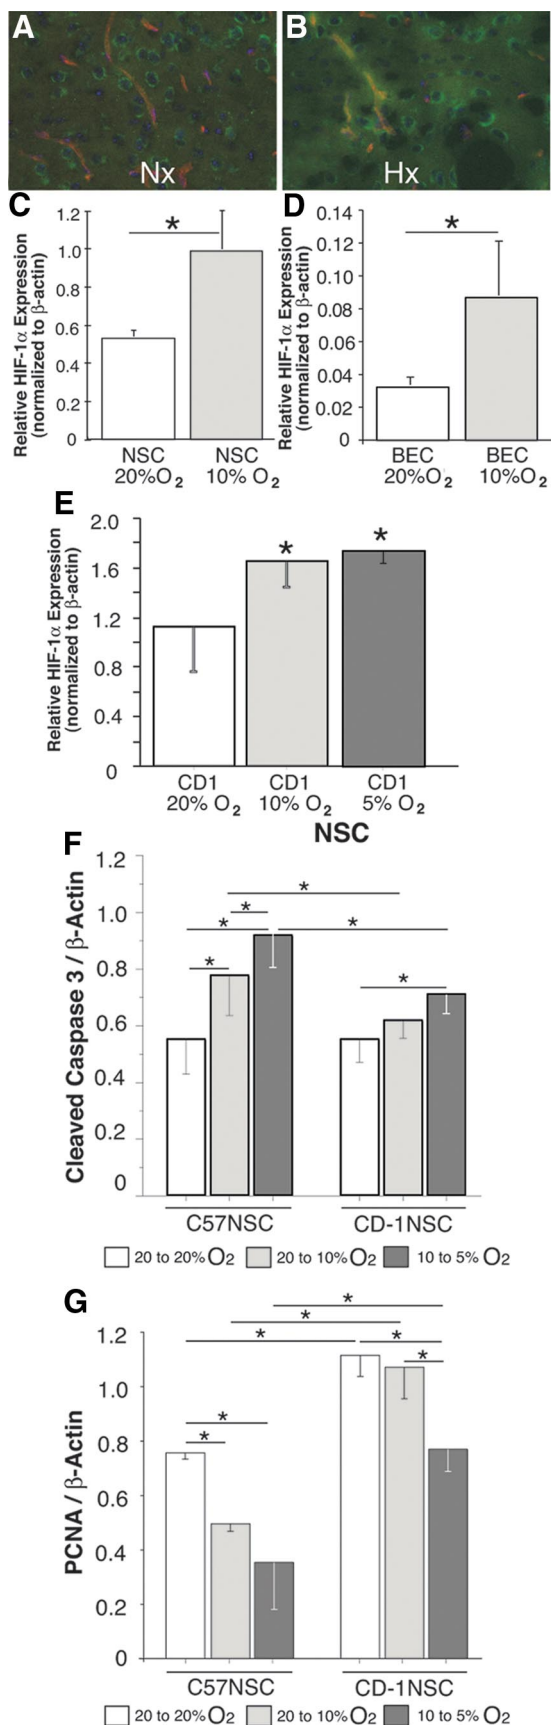 A
B
Nx
Hx
C
D
Relative HIF-1α Expression
(normalized to β-actin)
1.2
1.0
0.8
0.6
0.4
0.2
0
*
NSC
20%O₂
NSC
10% O₂
Relative HIF-1α Expression
(normalized to β-actin)
0.14
0.12
0.10
0.08
0.06
0.04
0.02
0
*
BEC
20%O₂
BEC
10%O₂
E
Relative HIF-1α Expression
(normalized to β-actin)
2.0
1.6
1.2
0.8
0.4
0
*
*
CD1
20% O₂
CD1
10% O₂
CD1
5% O₂
NSC
F
Cleaved Caspase 3 / β-Actin
1.2
1.0
0.8
0.6
0.4
0.2
0
*
*
*
*
*
*
C57NSC
CD-1NSC
20 to 20%O₂
20 to 10%O₂
10 to 5% O₂
G
PCNA / β-Actin
1.2
1.0
0.8
0.6
0.4
0.2
0
*
*
*
*
*
*
*
C57NSC
CD-1NSC
20 to 20%O₂
20 to 10%O₂
10 to 5%O₂